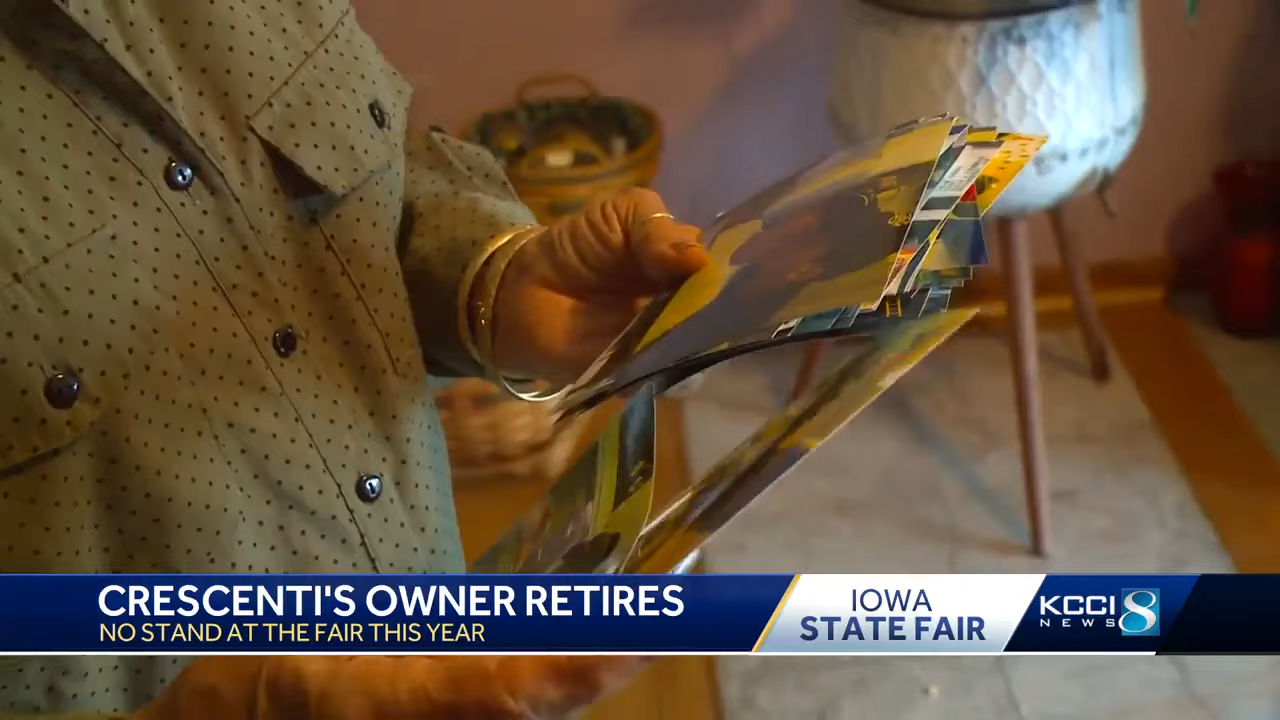 CRESCENTI'S OWNER RETIRES
NO STAND AT THE FAIR THIS YEAR
IOWA
STATE FAIR
KCCI 8
NEWS